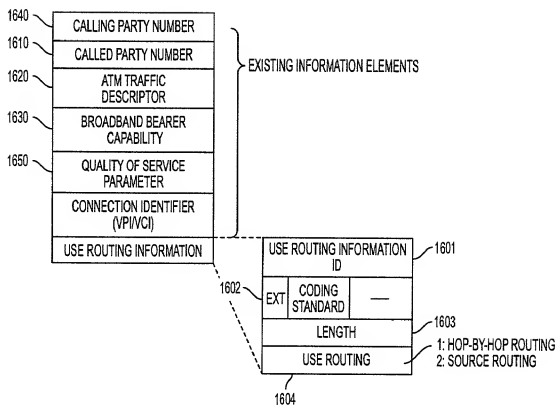 1640
CALLING PARTY NUMBER
1610
CALLED PARTY NUMBER
EXISTING INFORMATION ELEMENTS
1620
ATM TRAFFIC
DESCRIPTOR
1630
BROADBAND BEARER
CAPABILITY
1650
QUALITY OF SERVICE
PARAMETER
CONNECTION IDENTIFIER
(VPI/VCI)
USE ROUTING INFORMATION
USE ROUTING INFORMATION
ID
1601
1602
EXT
CODING
STANDARD
—
LENGTH
1603
USE ROUTING
1: HOP-BY-HOP ROUTING
2: SOURCE ROUTING
1604